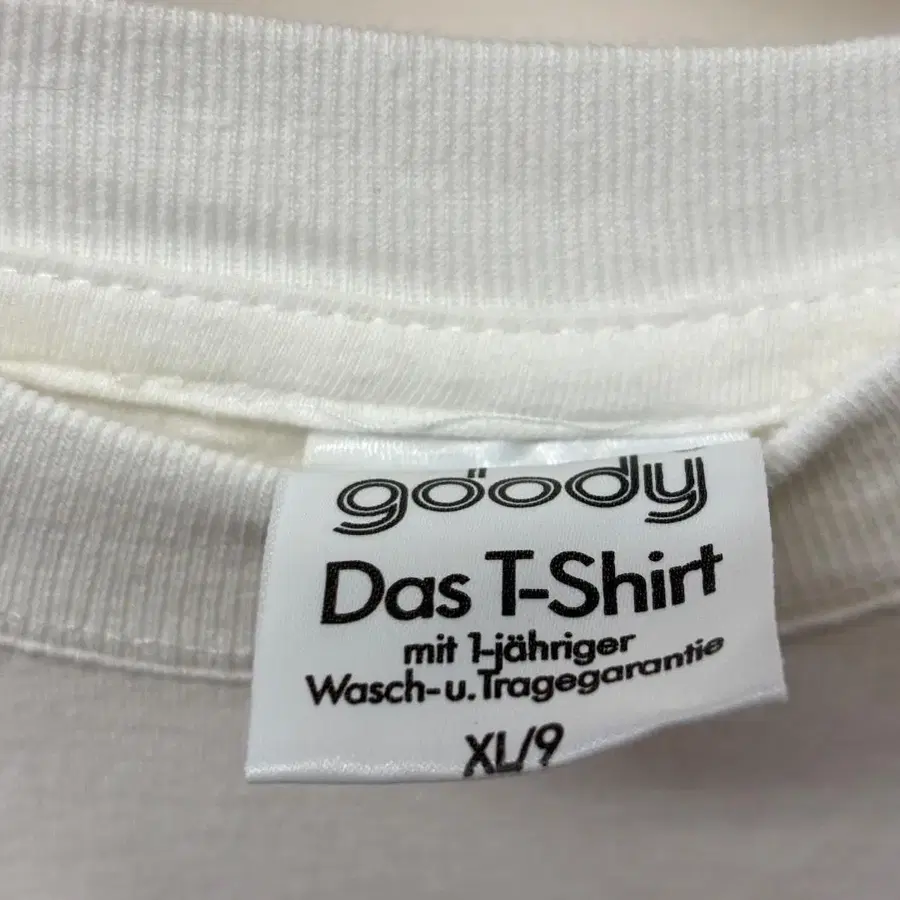 goody
Das T-Shirt
mit 1-jähriger
Wasch-u.Tragegarantie
XL/9